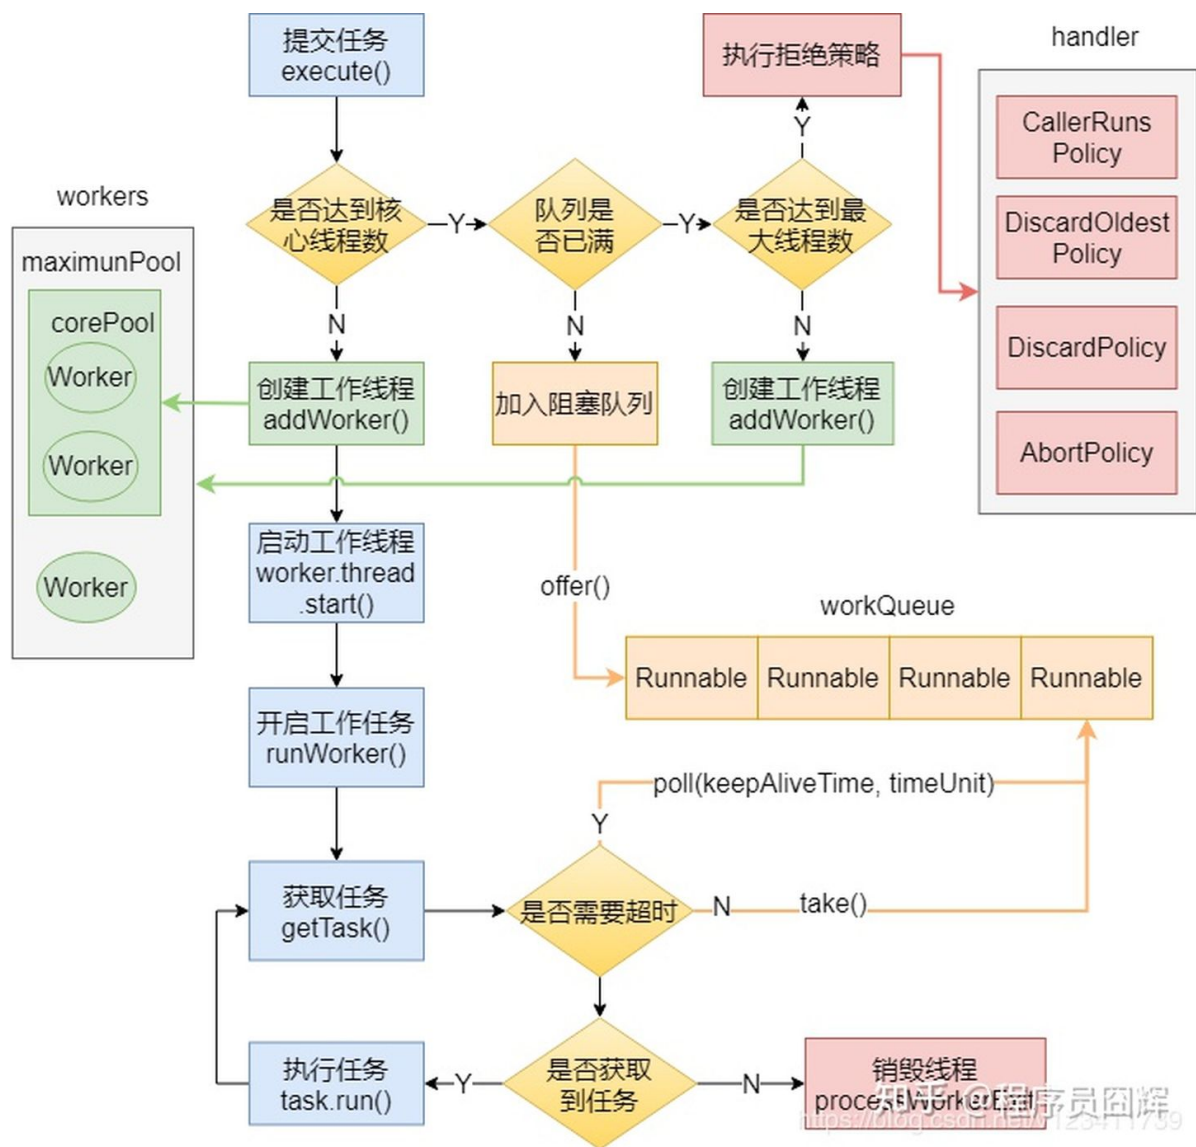 提交任务
execute()
执行拒绝策略
handler
CallerRuns
Policy
DiscardOldest
Policy
DiscardPolicy
AbortPolicy
是否达到核
心线程数
Y
队列是
否已满
Y
是否达到最
大线程数
Y
workers
maximunPool
corePool
Worker
Worker
Worker
N
N
N
创建工作线程
addWorker()
加入阻塞队列
创建工作线程
addWorker()
启动工作线程
worker.thread
.start()
offer()
workQueue
Runnable
Runnable
Runnable
Runnable
开启工作任务
runWorker()
poll(keepAliveTime, timeUnit)
Y
获取任务
getTask()
是否需要超时
N
take()
执行任务
task.run()
Y
是否获取
到任务
N
销毁线程
processWorkerExit
知乎 @程序员囧辉